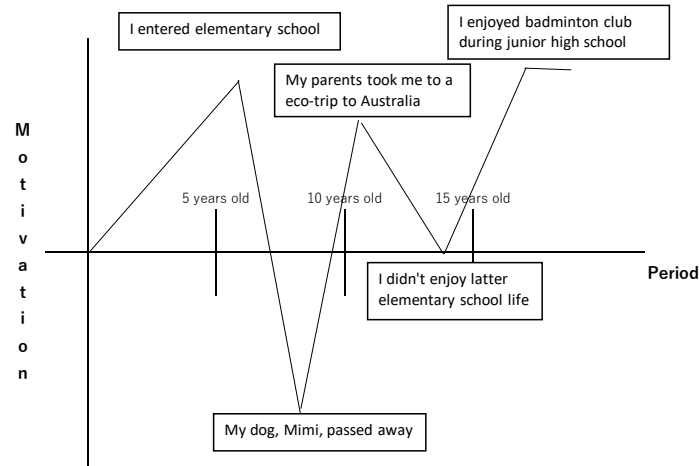 I entered elementary school
I enjoyed badminton club
during junior high school
My parents took me to a
eco-trip to Australia
Motivation
5 years old
10 years old
15 years old
Period
I didn't enjoy latter
elementary school life
My dog, Mimi, passed away